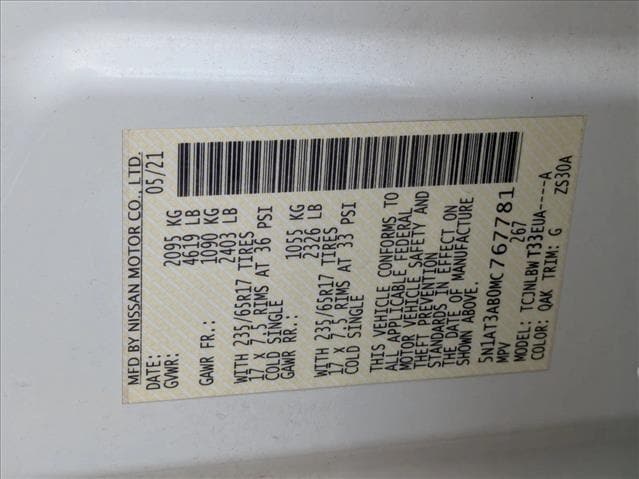 MFD BY NISSAN MOTOR CO., LTD.
DATE: 05/21
GVWR: 2095 KG
4619 LB
GAWR FR.: 1090 KG
2403 LB
WITH 235/65R17 TIRES
17 X 7.5 RIMS AT 36 PSI
COLD SINGLE
GAWR RR.: 1055 KG
2326 LB
WITH 235/65R17 TIRES
17 X 7.5 RIMS AT 33 PSI
COLD SINGLE
THIS VEHICLE CONFORMS TO
ALL APPLICABLE FEDERAL
MOTOR VEHICLE SAFETY AND
THEFT PREVENTION
STANDARDS IN EFFECT ON
THE DATE OF MANUFACTURE
SHOWN ABOVE.
5N1AT3AB0MC767781
MPV 267
MODEL: TCJNLBWT33EUA----A
COLOR: QAK TRIM: G ZS30A